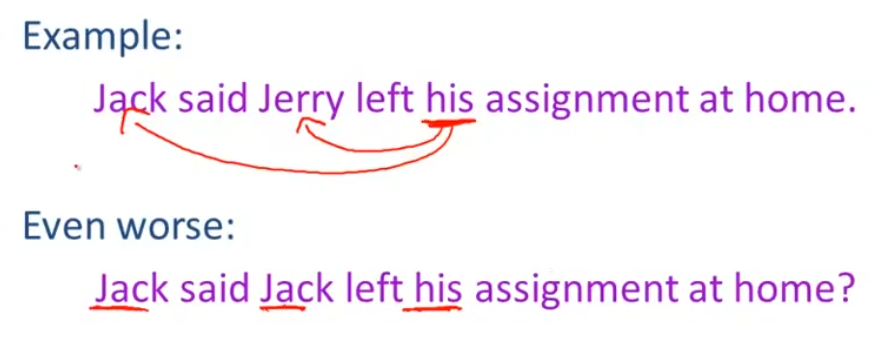 Example:
Jack said Jerry left his assignment at home.
Even worse:
Jack said Jack left his assignment at home?